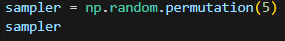 sampler = np.random.permutation(5)
sampler